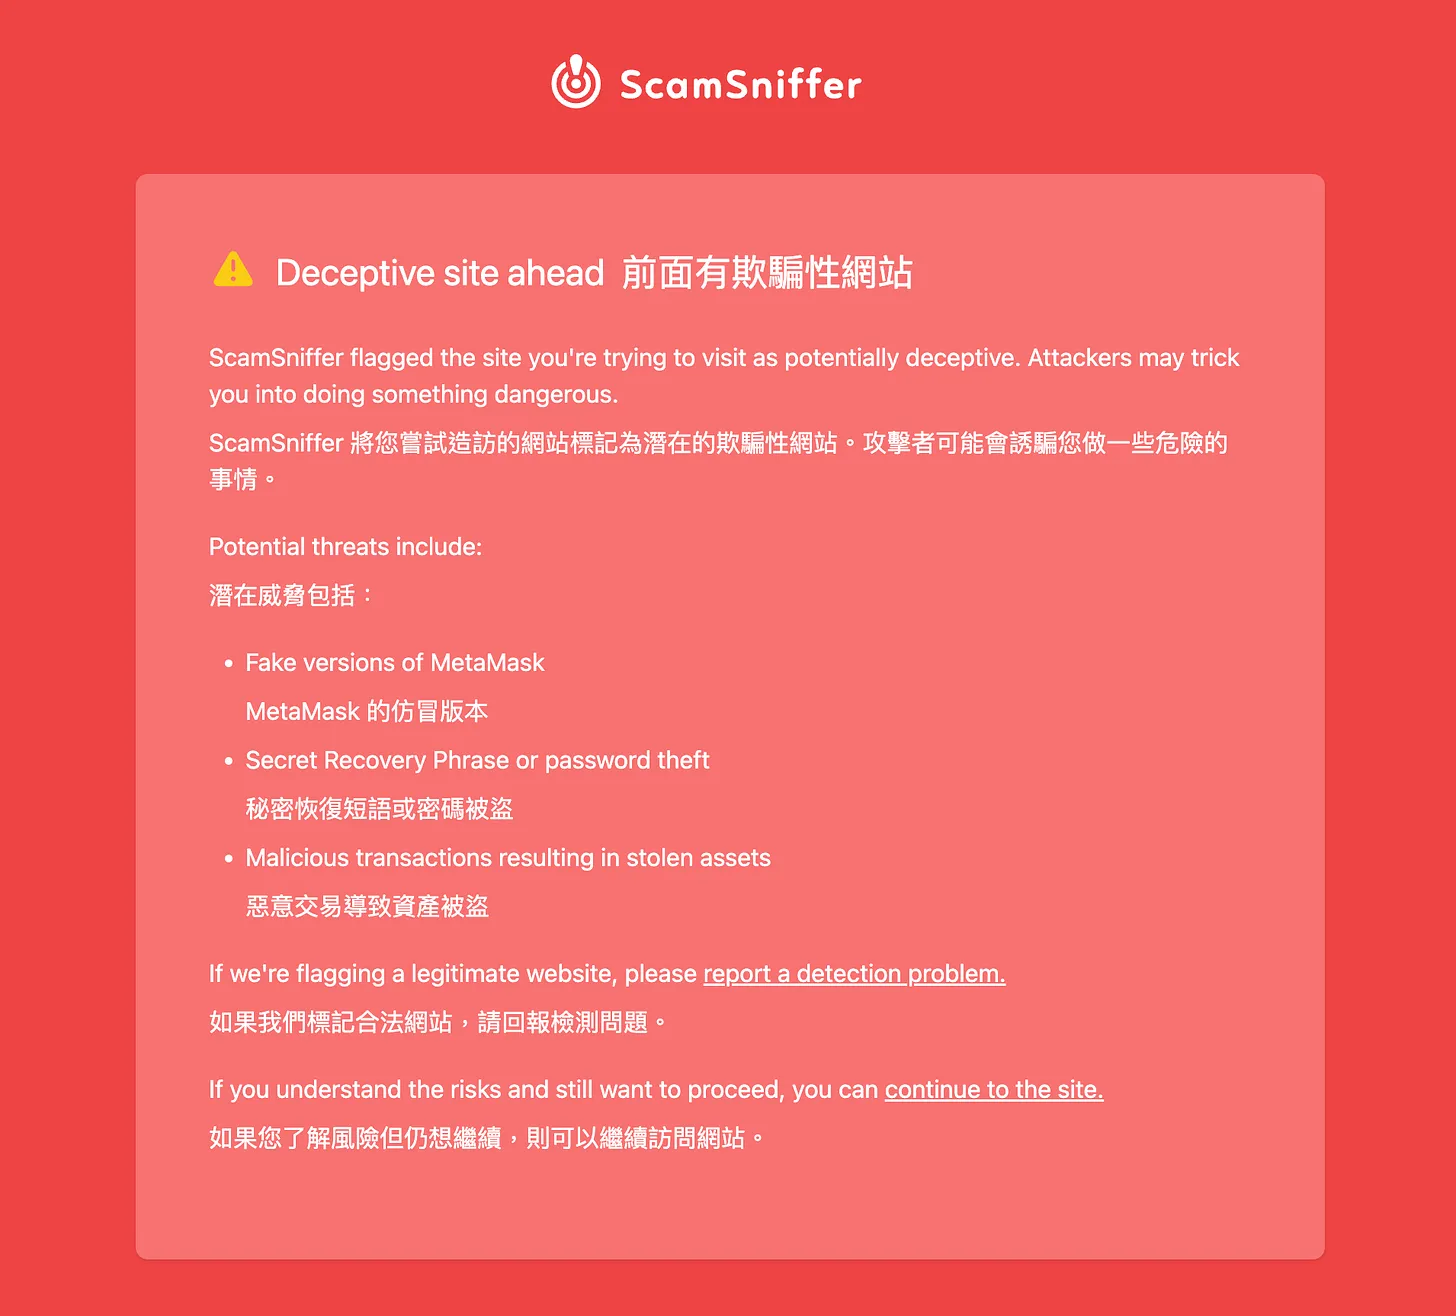 ScamSniffer
Deceptive site ahead 前面有欺騙性網站
ScamSniffer flagged the site you're trying to visit as potentially deceptive. Attackers may trick
you into doing something dangerous.
ScamSniffer 將您嘗試造訪的網站標記為潛在的欺騙性網站。攻擊者可能會誘騙您做一些危險的
事情。
Potential threats include:
潛在威脅包括：
• Fake versions of MetaMask
MetaMask 的仿冒版本
• Secret Recovery Phrase or password theft
秘密恢復短語或密碼被盜
• Malicious transactions resulting in stolen assets
惡意交易導致資產被盜
If we're flagging a legitimate website, please report a detection problem.
如果我們標記合法網站，請回報檢測問題。
If you understand the risks and still want to proceed, you can continue to the site.
如果您了解風險但仍想繼續，則可以繼續訪問網站。